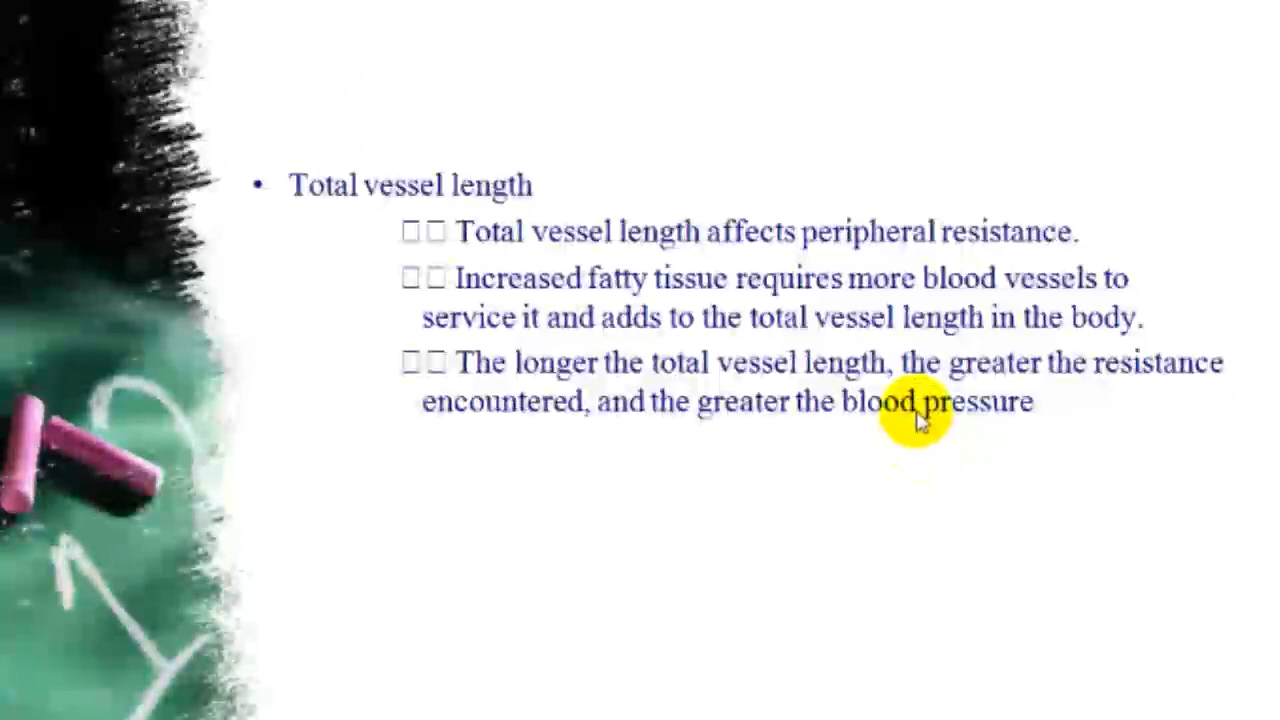 • Total vessel length
□□ Total vessel length affects peripheral resistance.
□□ Increased fatty tissue requires more blood vessels to
service it and adds to the total vessel length in the body.
□□ The longer the total vessel length, the greater the resistance
encountered, and the greater the blood pressure